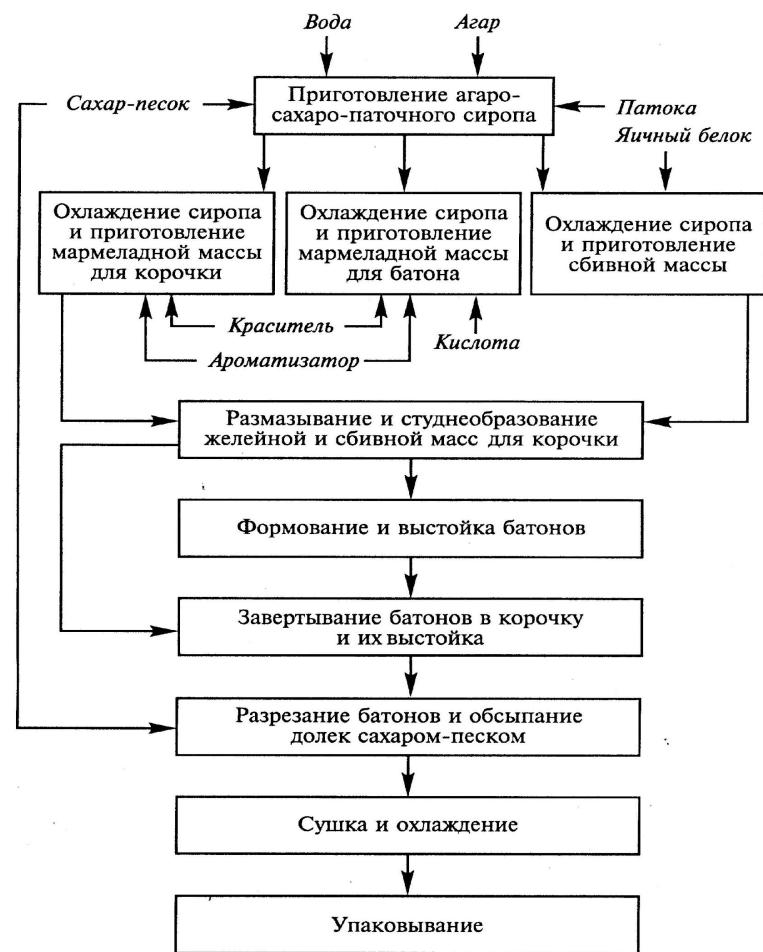 Вода
Агар
Сахар-песок
Приготовление агаро-
сахаро-паточного сиропа
Патока
Яичный белок
Охлаждение сиропа
и приготовление
мармеладной массы
для корочки
Охлаждение сиропа
и приготовление
мармеладной массы
для батона
Охлаждение сиропа
и приготовление
сбивной массы
Краситель
Кислота
Ароматизатор
Размазывание и студнеобразование
желейной и сбивной масс для корочки
Формование и выстойка батонов
Завертывание батонов в корочку
и их выстойка
Разрезание батонов и обсыпание
долек сахаром-песком
Сушка и охлаждение
Упаковывание